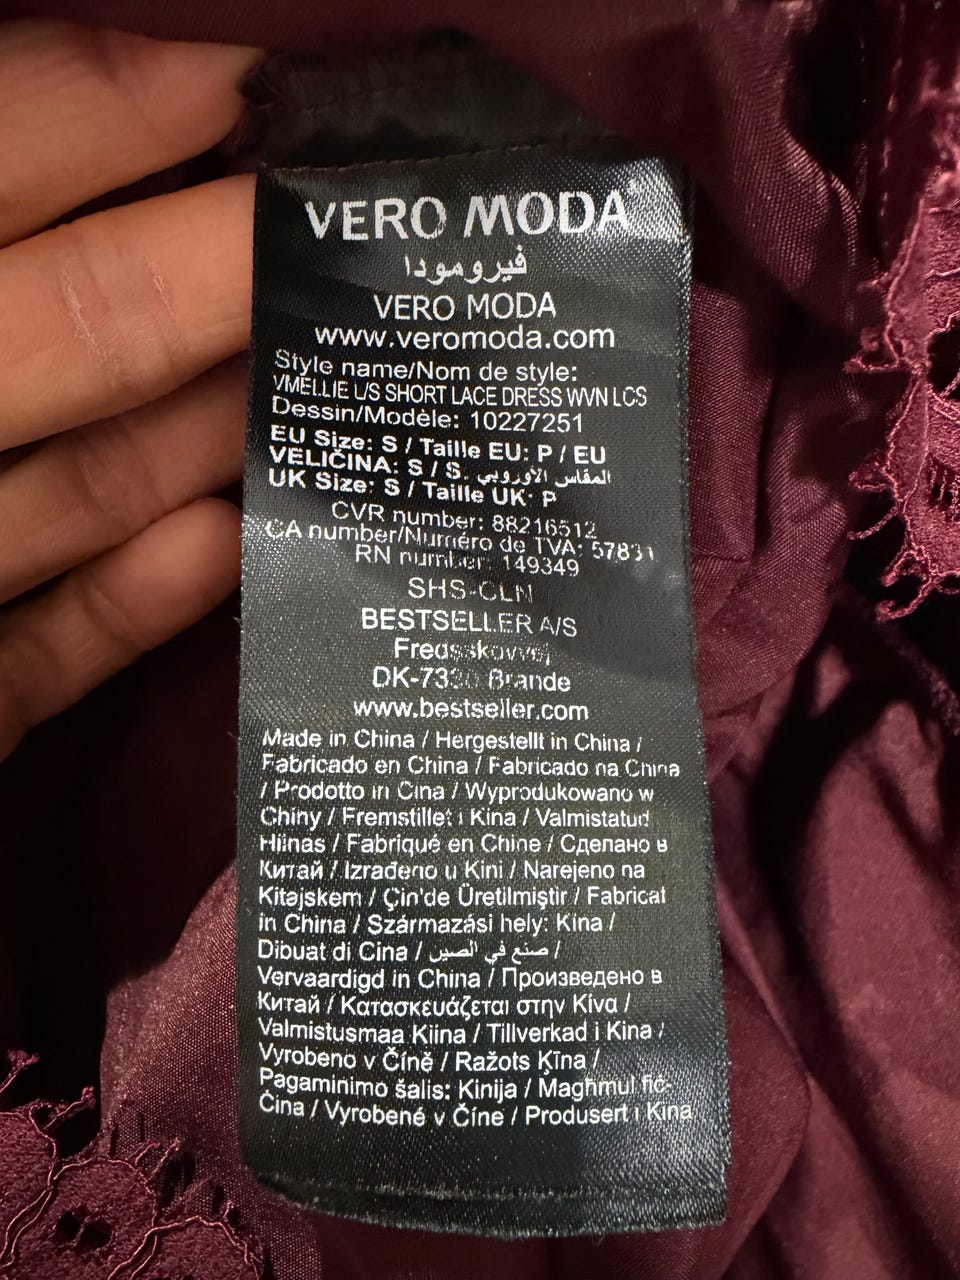 VERO MODA
فيرومودا
VERO MODA
www.veromoda.com
Style name/Nom de style:
VMELLIE L/S SHORT LACE DRESS WVN LCS
Dessin/Modèle: 10227251
EU Size: S / Taille EU: P / EU
VELIČINA: S / S. المقاس الأوروبي
UK Size: S / Taille UK: P
CVR number: 88216512
CA number/Numéro de TVA: 57831
RN number: 149349
SHS-CLN
BESTSELLER A/S
DK-7330 Brande
www.bestseller.com
Made in China / Hergestellt in China /
Fabricado en China / Fabricado na China
/ Prodotto in Cina / Wyprodukowano w
Chiny / Fremstillet i Kina / Valmistatud
Hiinas / Fabriqué en Chine / Сделано в
Китай / Izrađeno u Kini / Narejeno na
Kitajskem / Çin'de Üretilmiştir / Fabricat
in China / Származási hely: Kína /
Dibuat di Cina / صنع في الصين /
Vervaardigd in China / Произведено в
Китай / Κατασκευάζεται στην Κίνα /
Valmistusmaa Kiina / Tillverkad i Kina /
Vyrobeno v Číně / Ražots Ķīna /
Pagaminimo šalis: Kinija / Magħmul fiċ-
Ċina / Vyrobené v Číne / Produsert i Kina